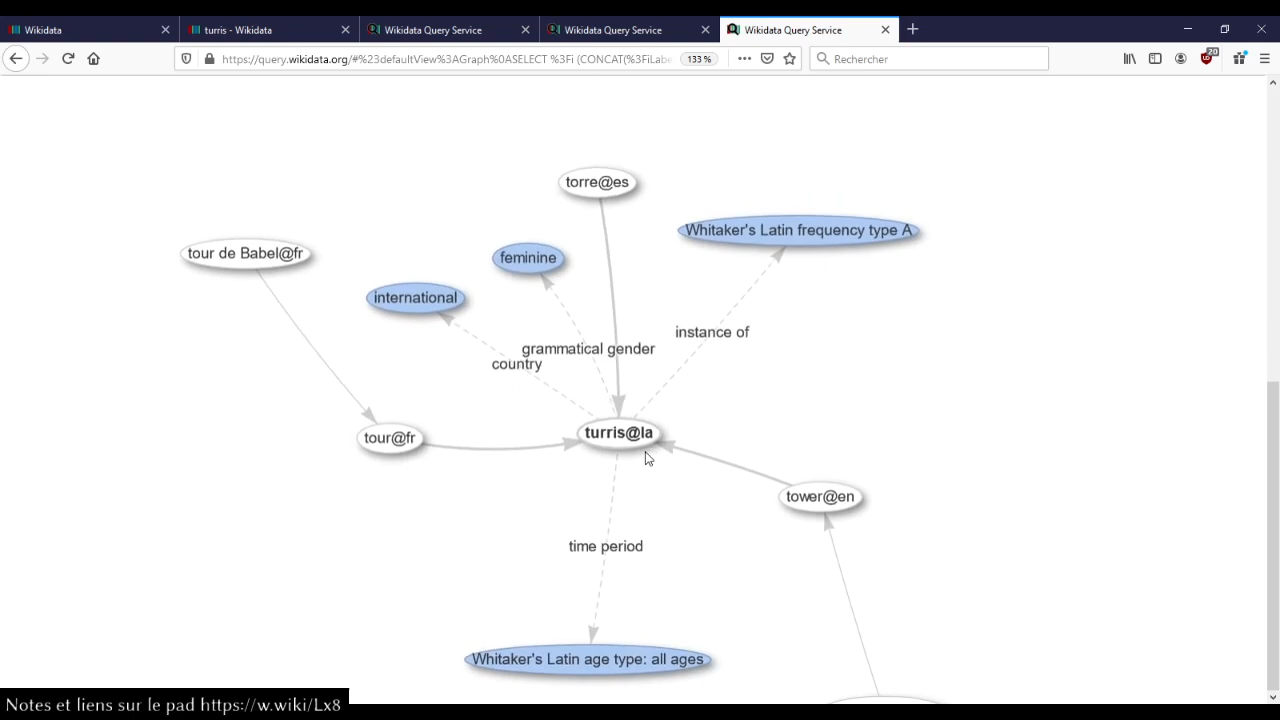 Wikidata
turris - Wikidata
Wikidata Query Service
Wikidata Query Service
Wikidata Query Service
https://query.wikidata.org/#%23defaultView%3AGraph%0ASELECT %3Fi (CONCAT(%3FiLabe
133 %
Rechercher
20
torre@es
Whitaker's Latin frequency type A
tour de Babel@fr
feminine
international
instance of
grammatical gender
country
tour@fr
turris@la
tower@en
time period
Whitaker's Latin age type: all ages
Notes et liens sur le pad https://w.wiki/Lx8